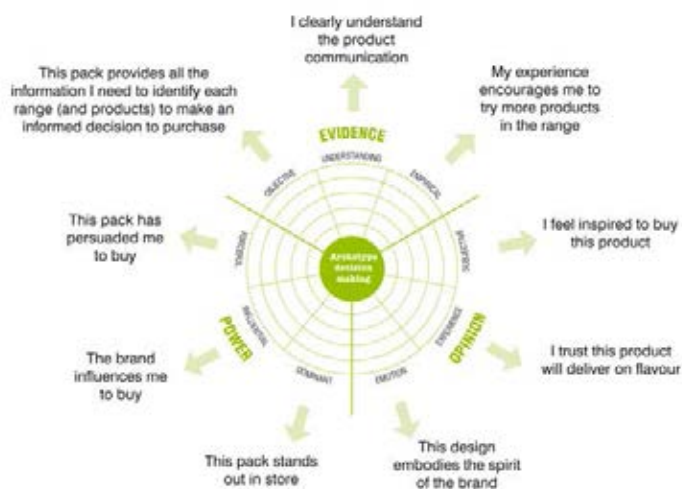 I clearly understand
the product
communication
This pack provides all the
information I need to identify each
range (and products) to make an
informed decision to purchase
My experience
encourages me to
try more products
in the range
EVIDENCE
UNDERSTANDING
OBJECTIVE
EMPIRICAL
This pack has
persuaded me
to buy
FORCEFUL
Archetype
decision
making
SUBJECTIVE
I feel inspired to buy
this product
The brand
influences me
to buy
POWER
INFLUENTIAL
DOMINANT
EMOTION
EXPERIENCE
OPINION
I trust this product
will deliver on flavour
This pack stands
out in store
This design
embodies the spirit
of the brand